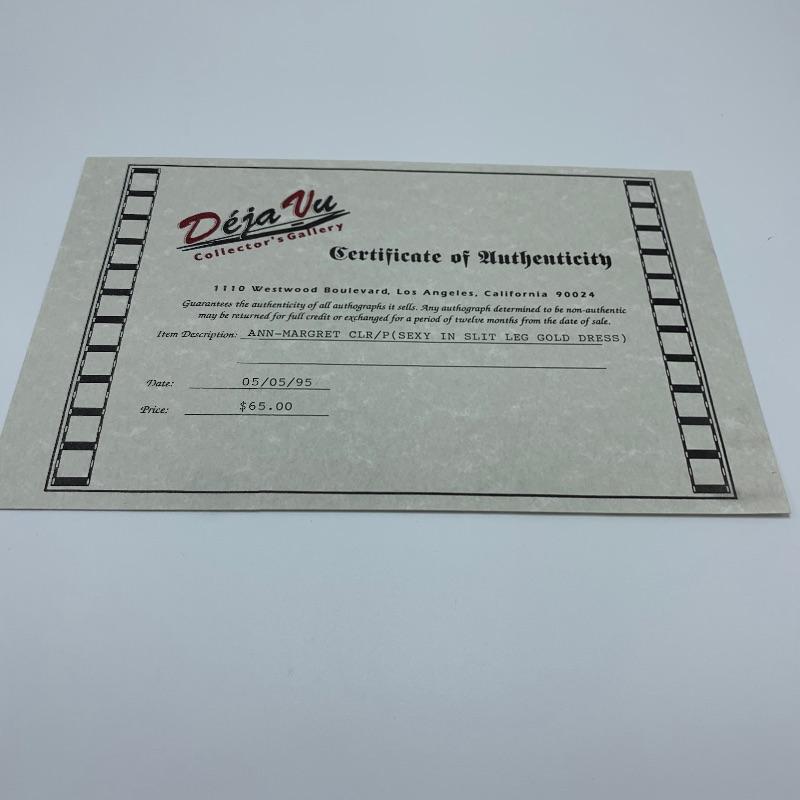 Déjà Vu
Collector's Gallery
Certificate of Authenticity
1110 Westwood Boulevard, Los Angeles, California 90024
Guarantees the authenticity of all autographs it sells. Any autograph determined to be non-authentic
may be returned for full credit or exchanged for a period of twelve months from the date of sale.
Item Description: ANN-MARGRET CLR/P(SEXY IN SLIT LEG GOLD DRESS)
Date: 05/05/95
Price: $65.00